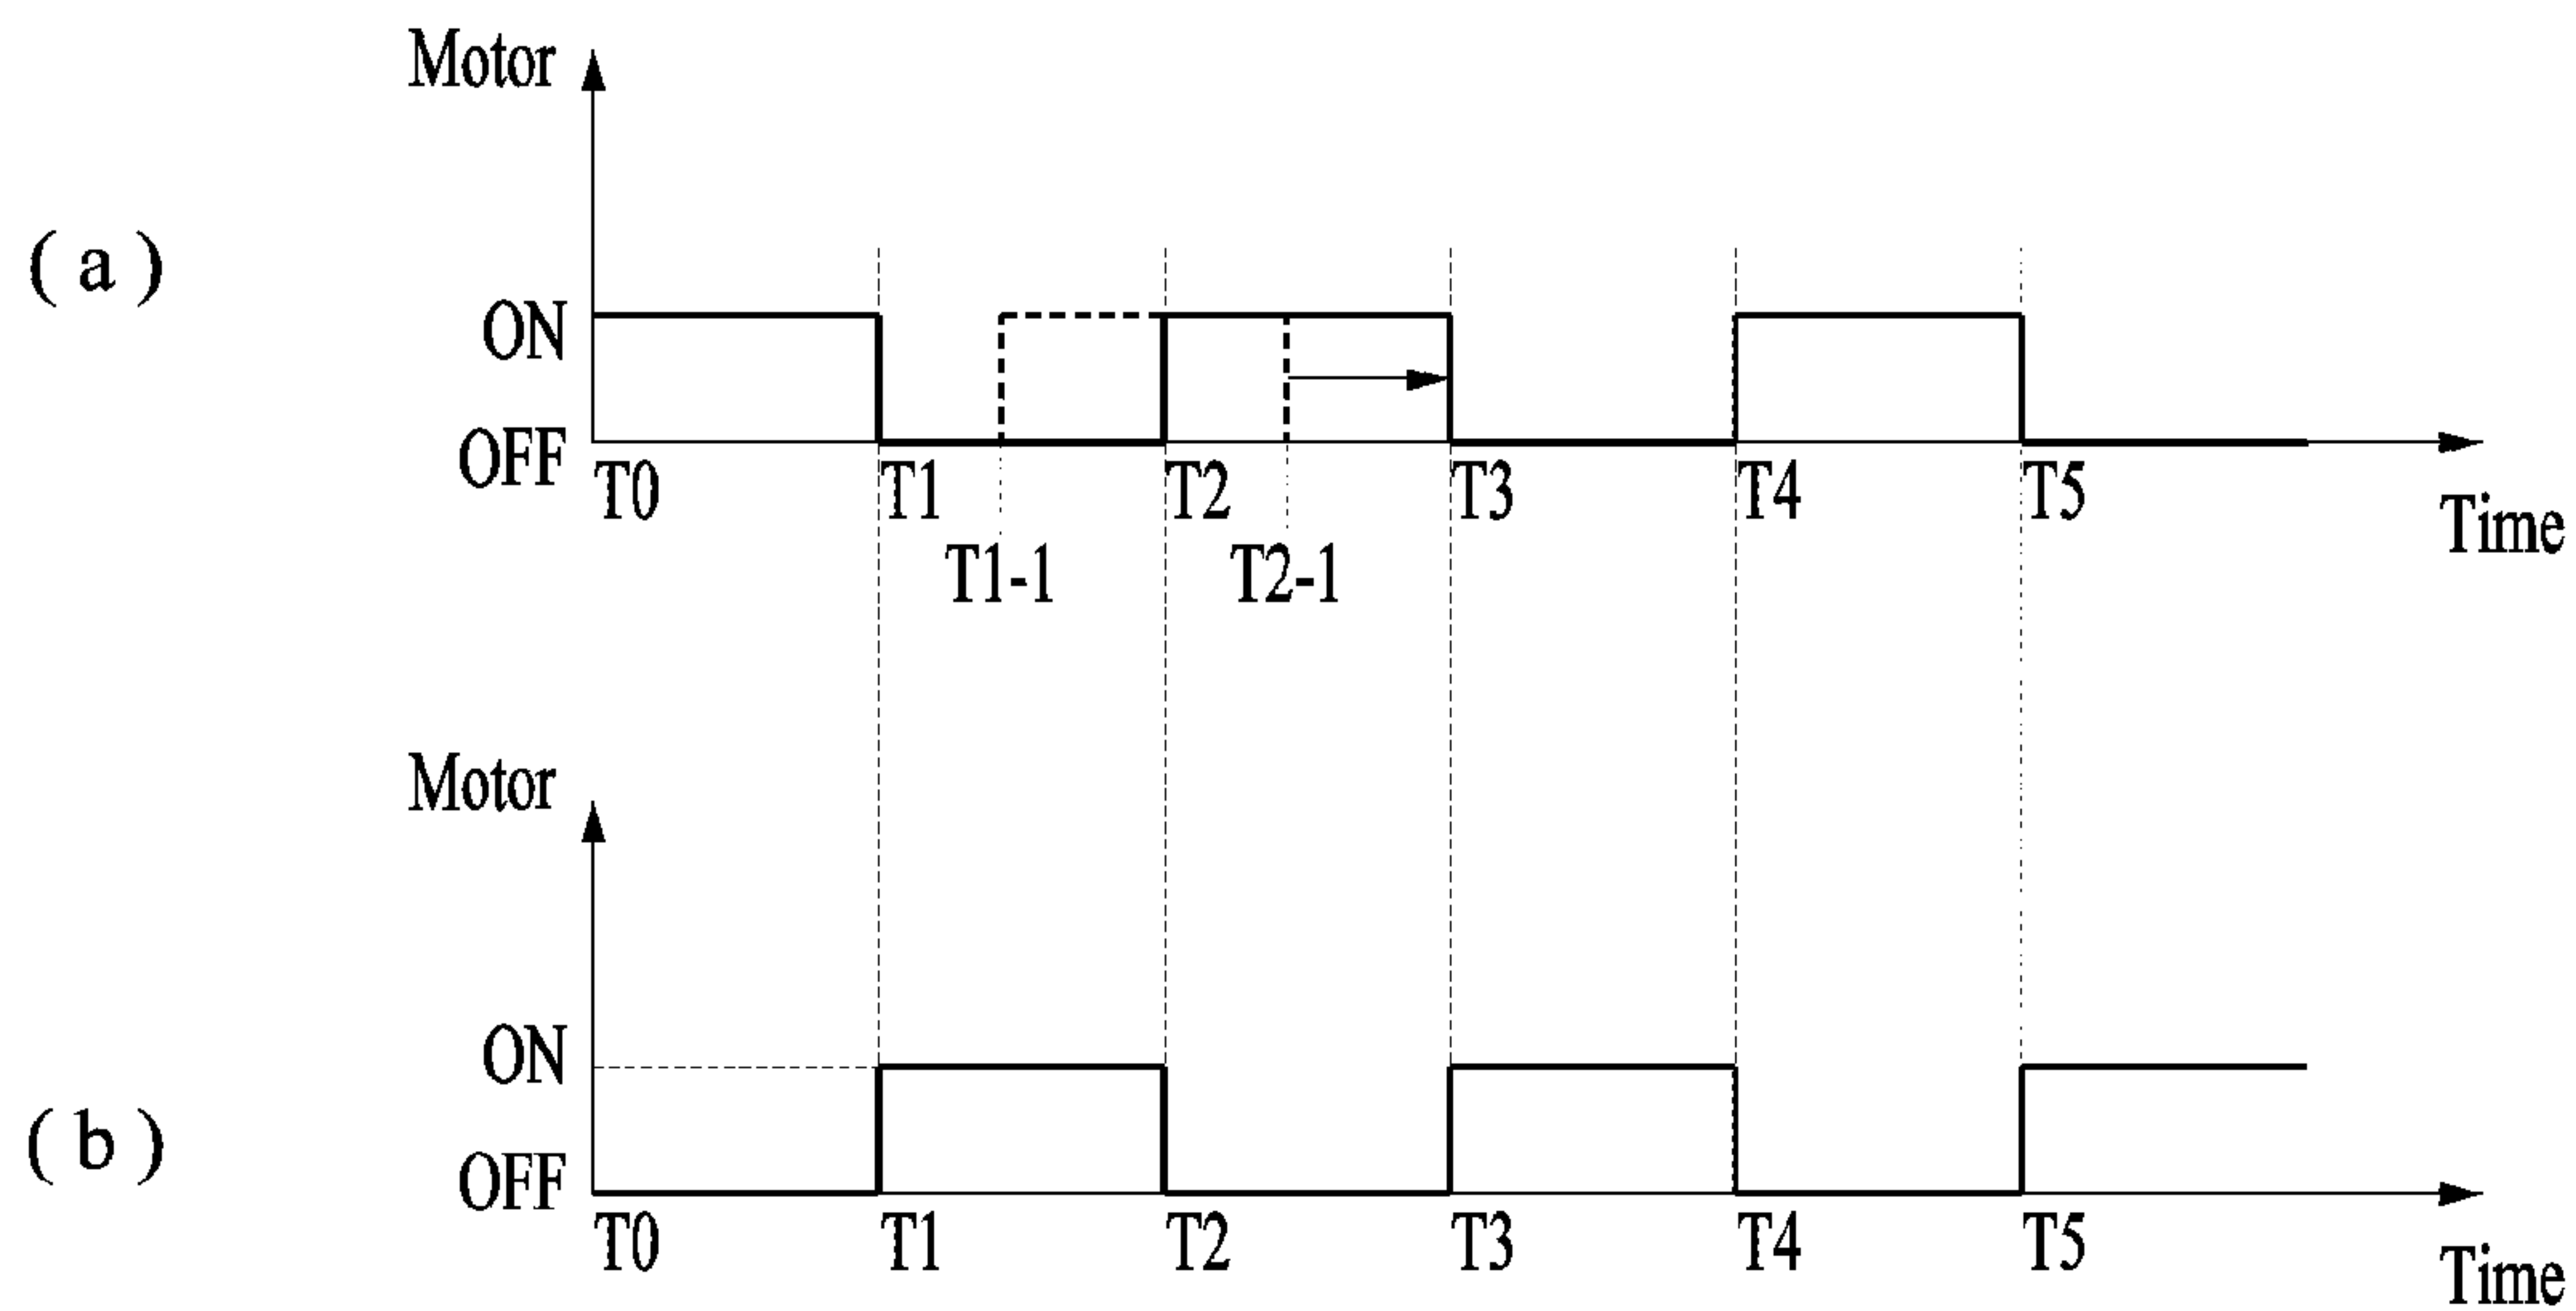 Motor
( a )
ON
OFF
T0 T1 T2 T3 T4 T5
Time
T1-1 T2-1
Motor
ON
( b )
OFF
T0 T1 T2 T3 T4 T5
Time